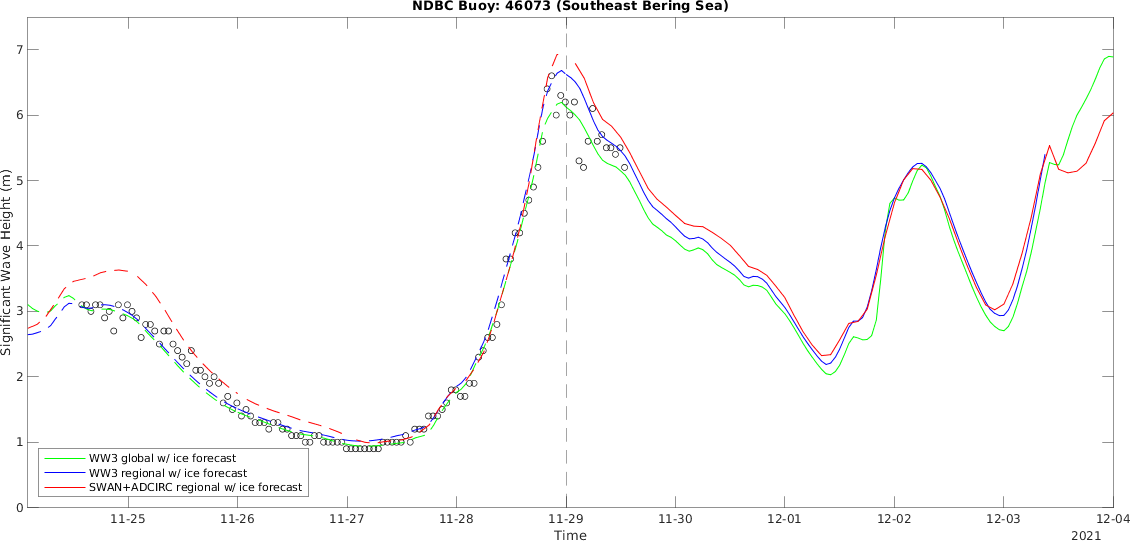 NDBC Buoy: 46073 (Southeast Bering Sea)
Significant Wave Height (m)
7
6
5
4
3
2
1
0
WW3 global w/ ice forecast
WW3 regional w/ ice forecast
SWAN+ADCIRC regional w/ ice forecast
11-25 11-26 11-27 11-28 11-29 11-30 12-01 12-02 12-03 12-04
Time
2021